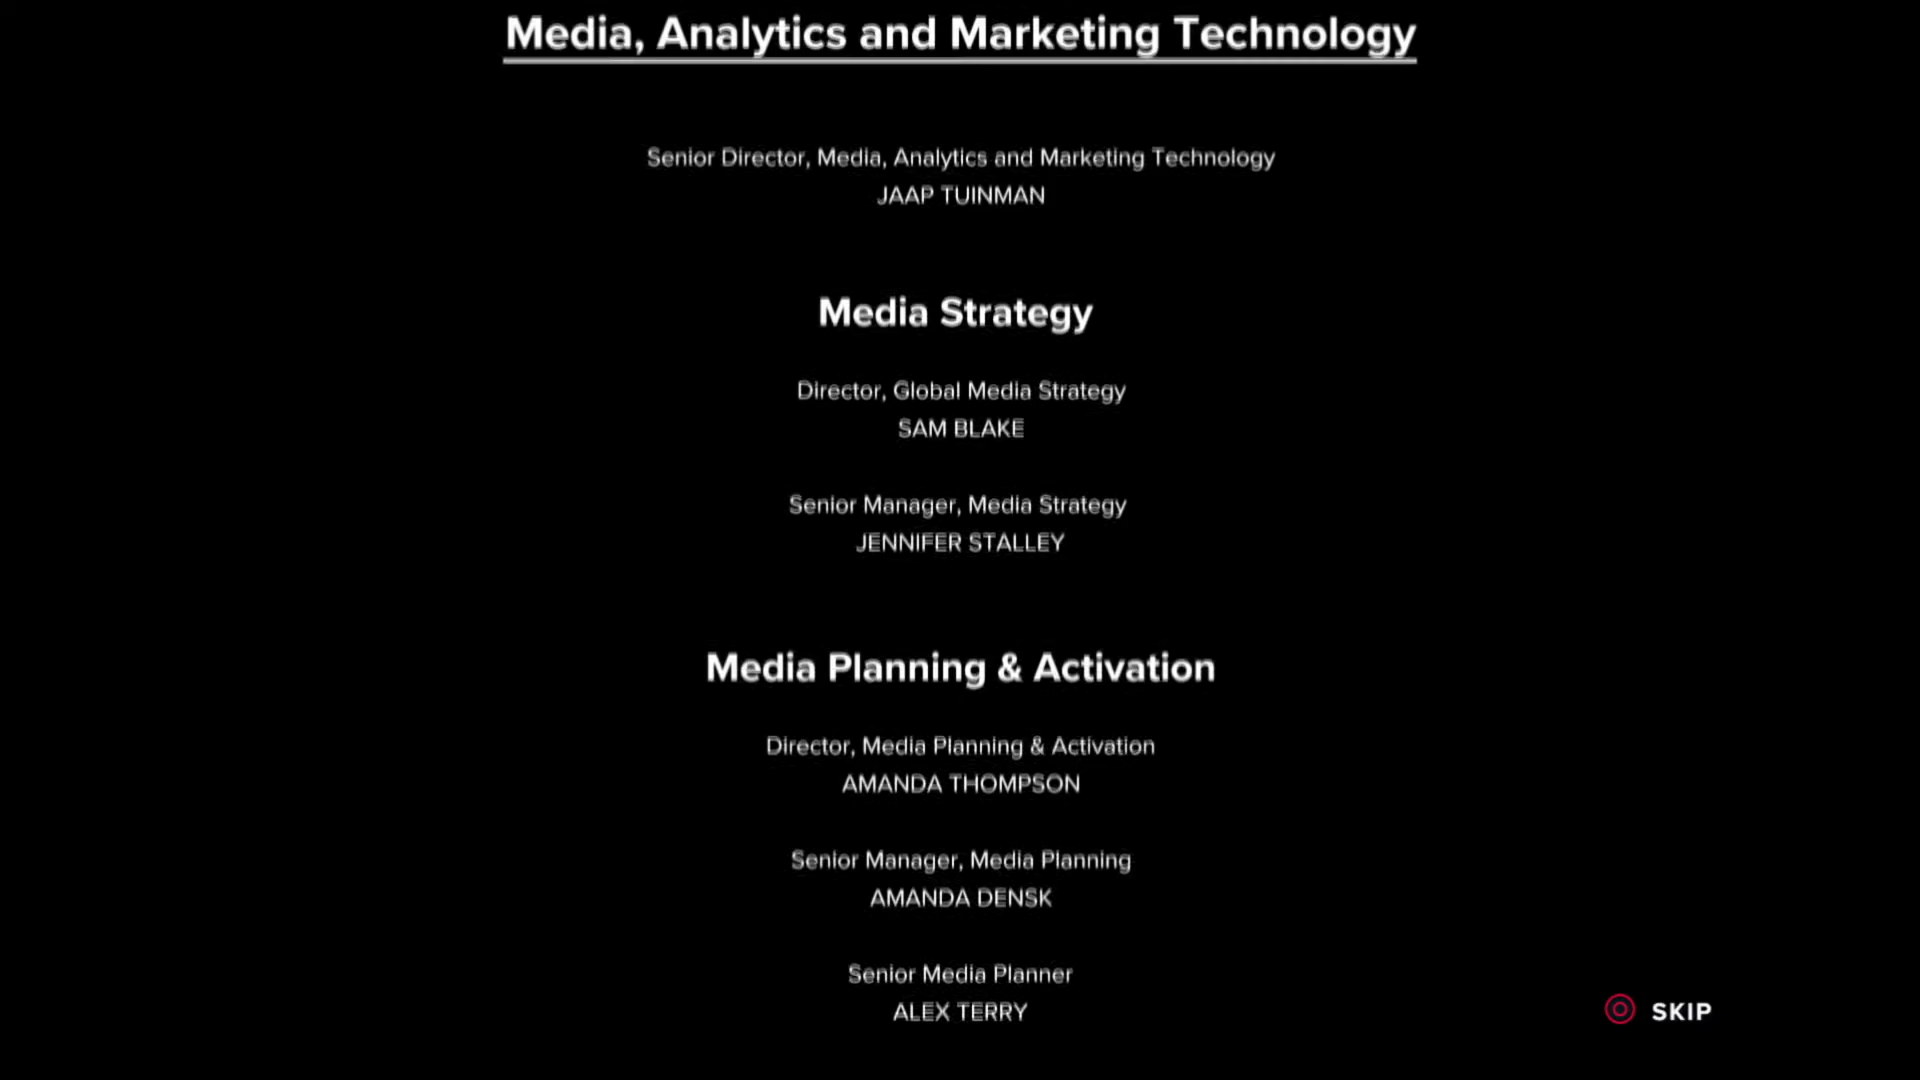 Media, Analytics and Marketing Technology
Senior Director, Media, Analytics and Marketing Technology
JAAP TUINMAN
Media Strategy
Director, Global Media Strategy
SAM BLAKE
Senior Manager, Media Strategy
JENNIFER STALLEY
Media Planning & Activation
Director, Media Planning & Activation
AMANDA THOMPSON
Senior Manager, Media Planning
AMANDA DENSK
Senior Media Planner
ALEX TERRY
SKIP